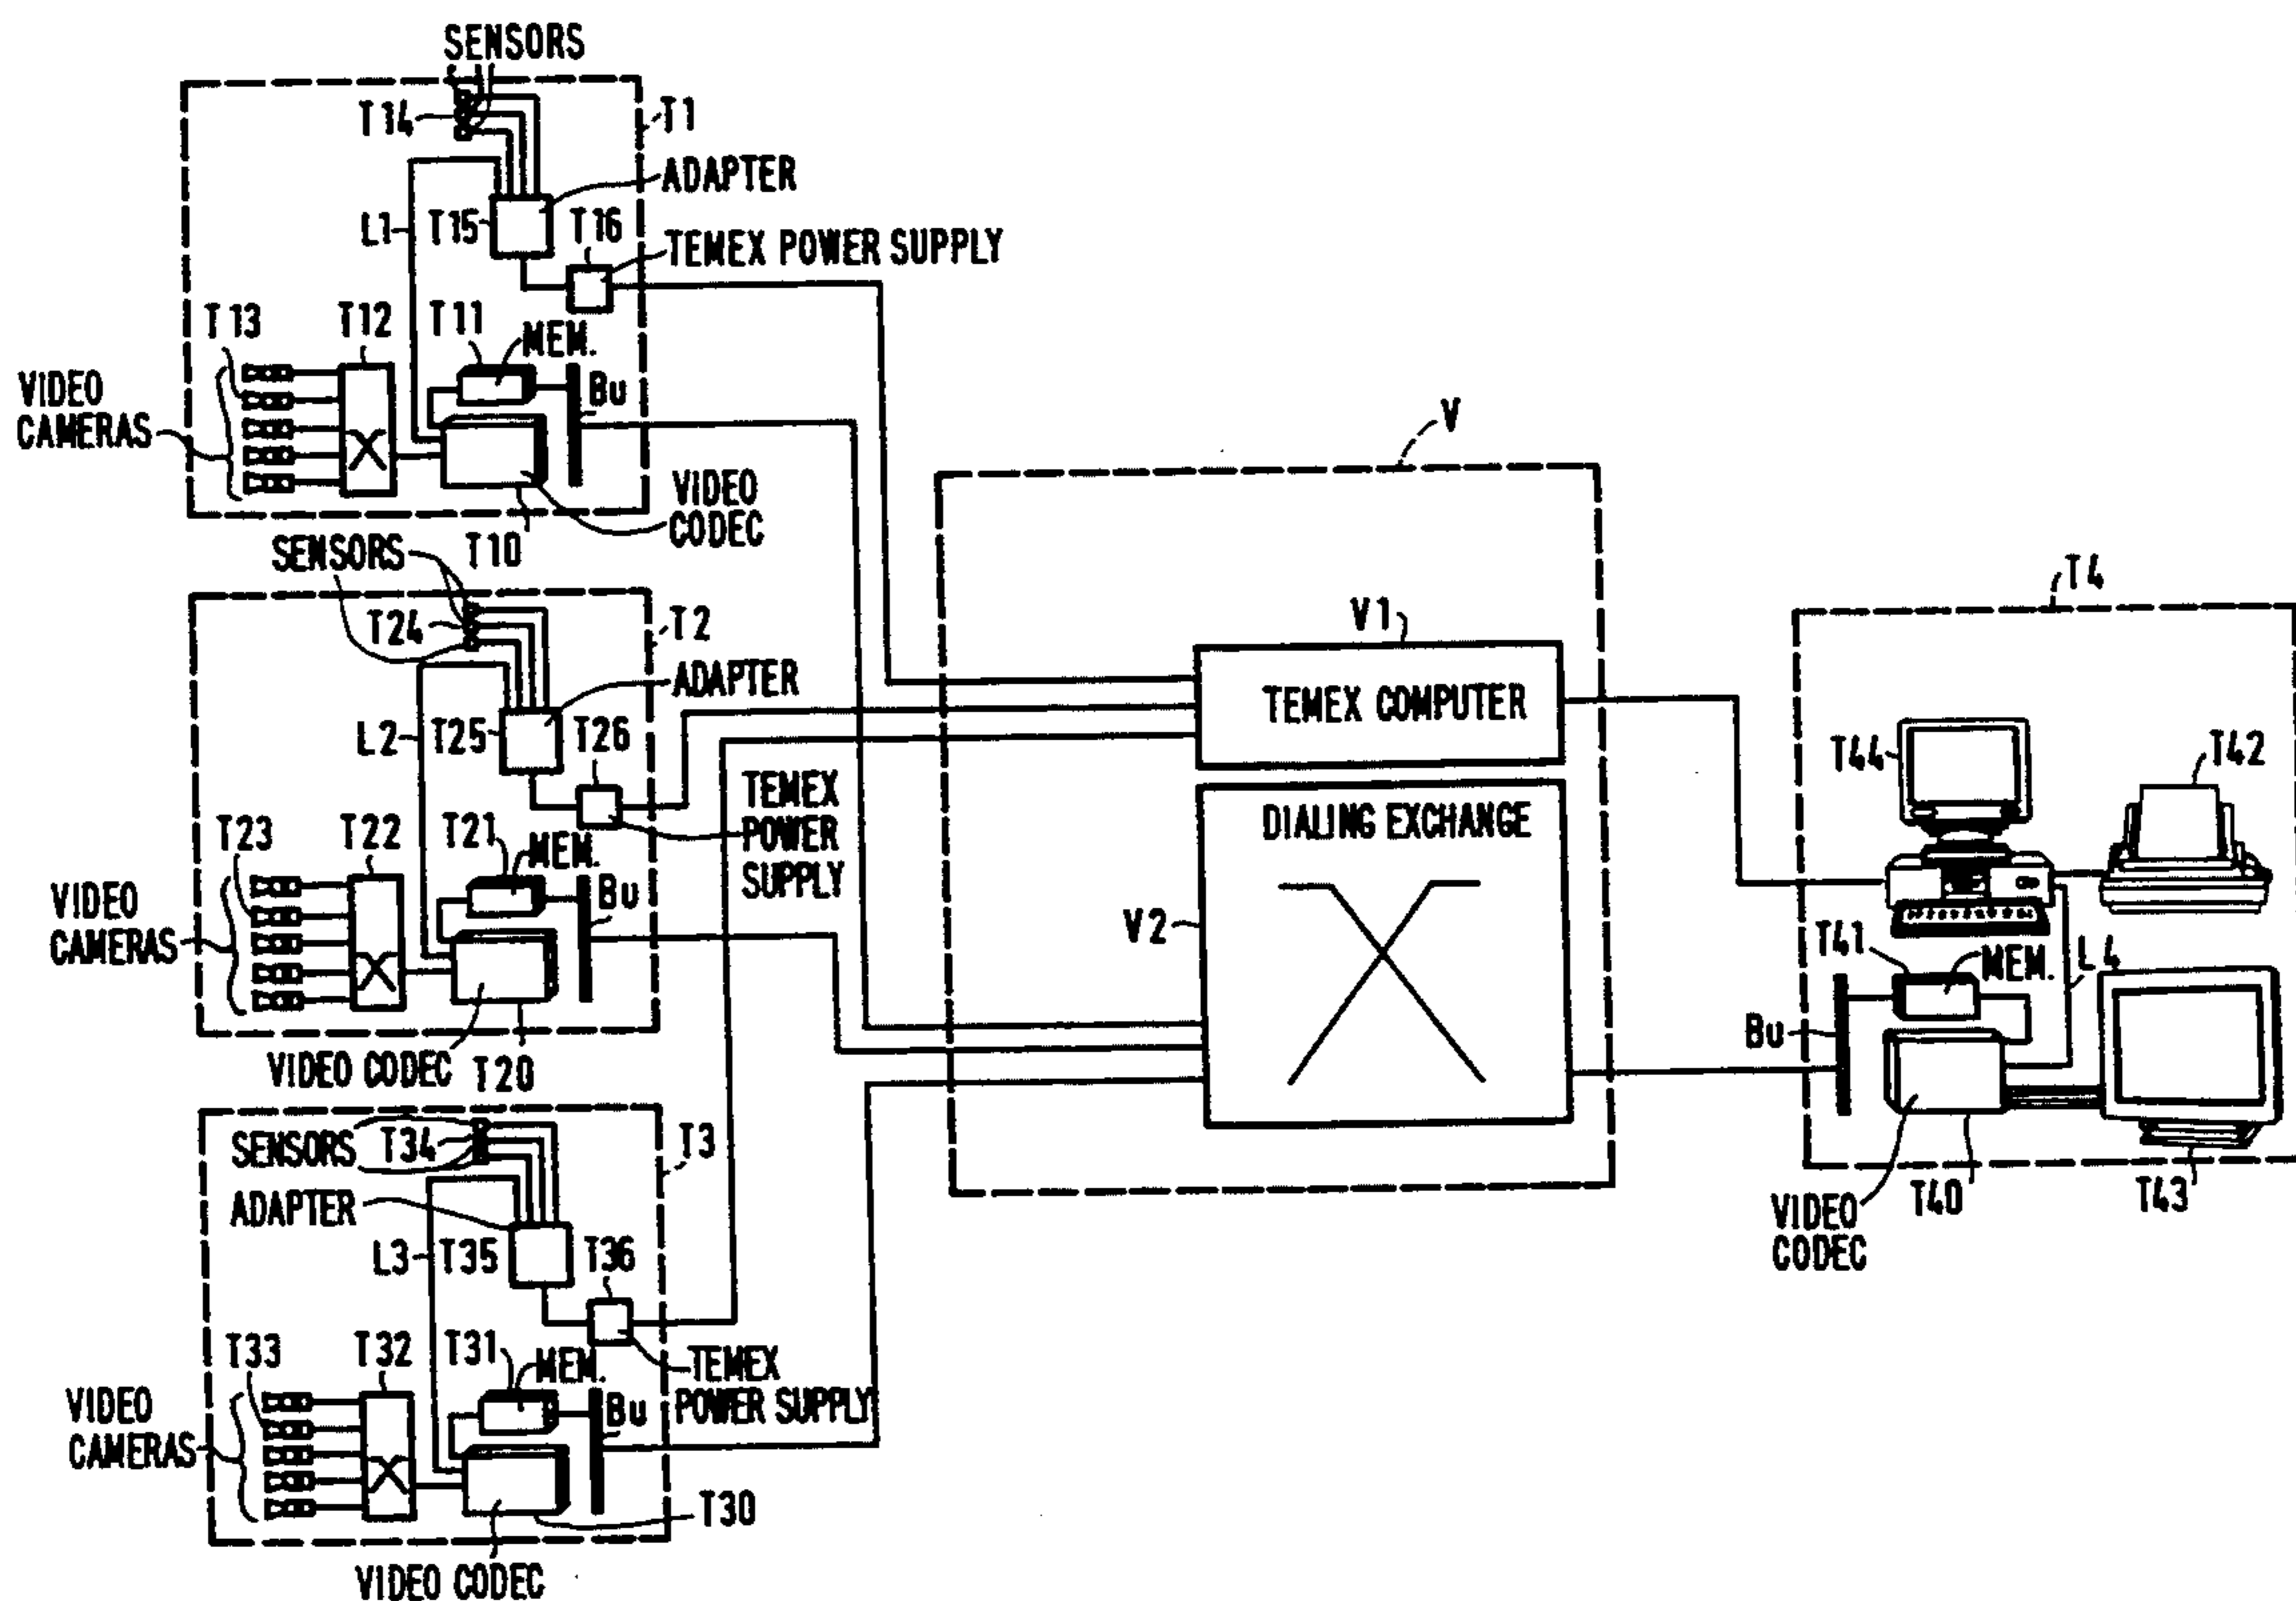 SENSORS
T14
T1
ADAPTER
L1
T15
T16
TEMEX POWER SUPPLY
T13
T12
T11
MEM.
Bu
VIDEO
CAMERAS
VIDEO
CODEC
T10
SENSORS
T24
T2
ADAPTER
L2
T25
T26
TEMEX
POWER
SUPPLY
T23
T22
T21
MEM.
Bu
VIDEO
CAMERAS
VIDEO CODEC
T20
SENSORS
T34
T3
ADAPTER
L3
T35
T36
TEMEX
POWER SUPPLY
T33
T32
T31
MEM.
Bu
VIDEO
CAMERAS
T30
VIDEO CODEC
V
V1
TEMEX COMPUTER
V2
DIALING EXCHANGE
T4
T44
T42
T41
MEM.
L4
Bu
VIDEO
CODEC
T40
T43